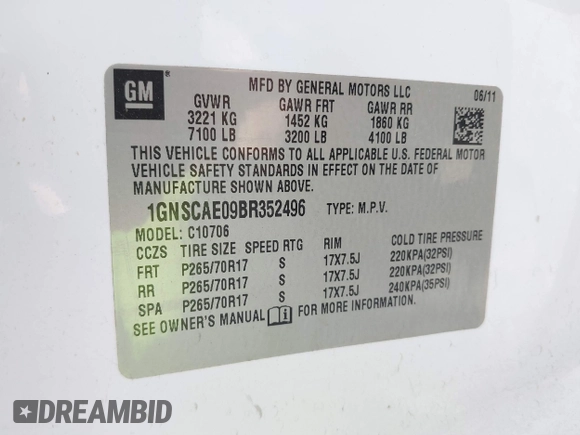 GM
MFD BY GENERAL MOTORS LLC
06/11
GVWR GAWR FRT GAWR RR
3221 KG 1452 KG 1860 KG
7100 LB 3200 LB 4100 LB
THIS VEHICLE CONFORMS TO ALL APPLICABLE U.S. FEDERAL MOTOR
VEHICLE SAFETY STANDARDS IN EFFECT ON THE DATE OF
MANUFACTURE SHOWN ABOVE.
1GNSCAE09BR352496 TYPE: M.P.V.
MODEL: C10706
CCZS TIRE SIZE SPEED RTG RIM COLD TIRE PRESSURE
FRT P265/70R17 S 17X7.5J 220KPA(32PSI)
RR P265/70R17 S 17X7.5J 220KPA(32PSI)
SPA P265/70R17 S 17X7.5J 240KPA(35PSI)
SEE OWNER'S MANUAL FOR MORE INFORMATION.
DREAMBID